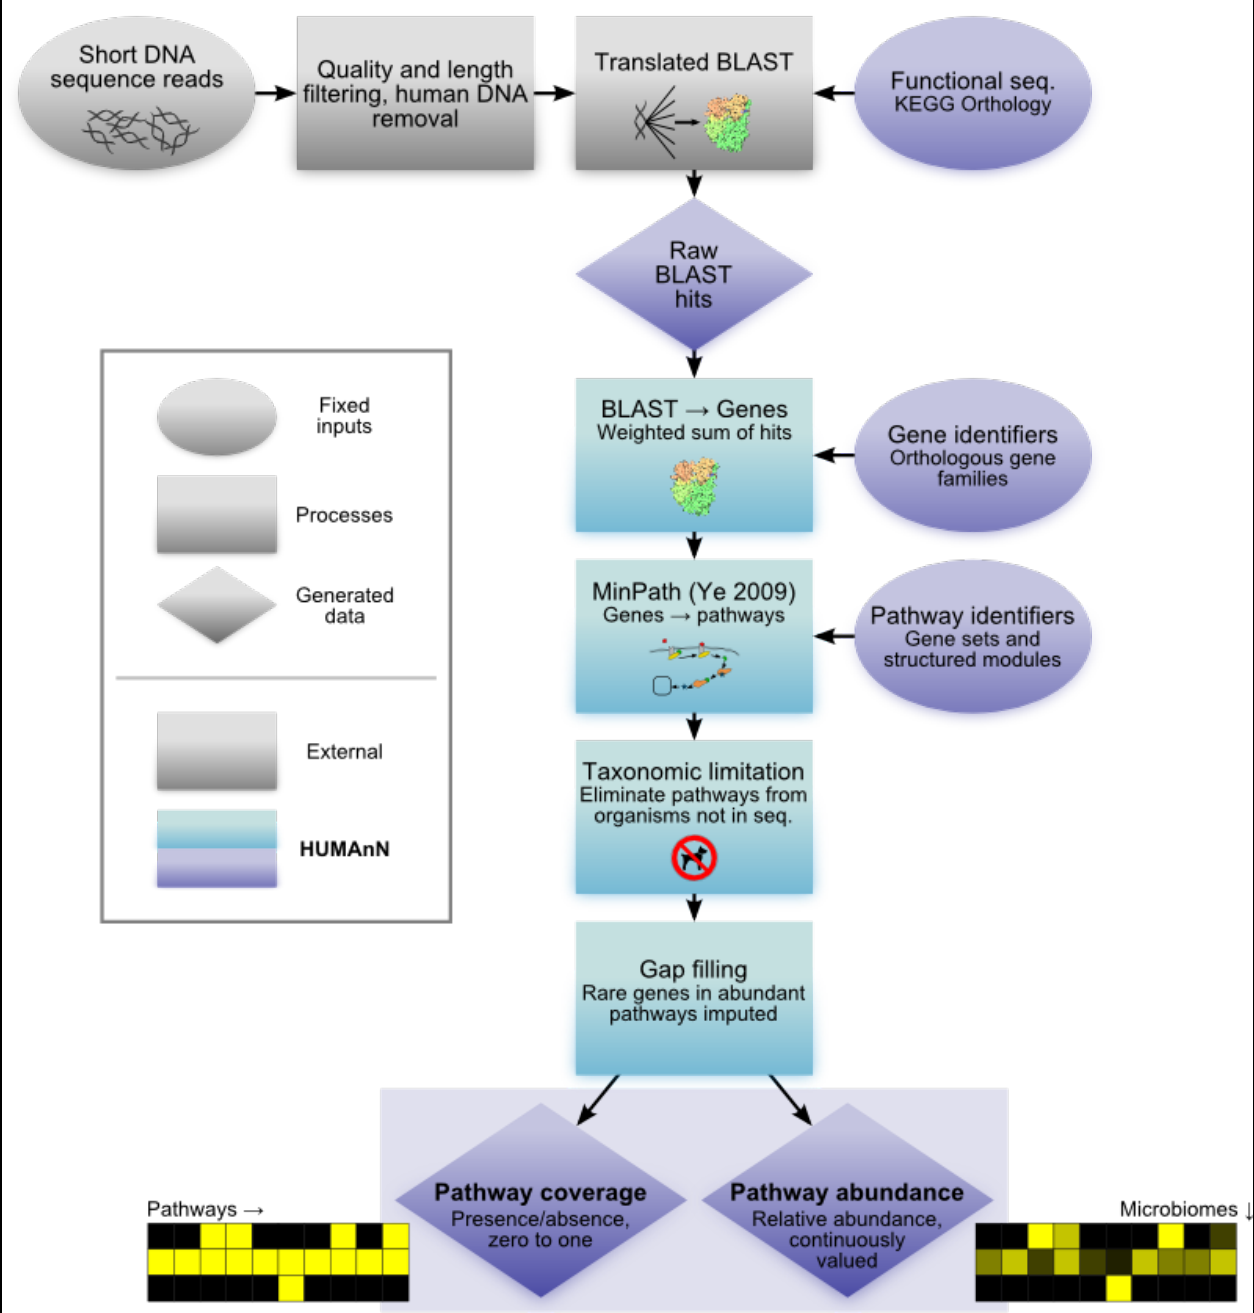 Short DNA
sequence reads
Quality and length
filtering, human DNA
removal
Translated BLAST
Functional seq.
KEGG Orthology
Raw
BLAST
hits
Fixed
inputs
Processes
Generated
data
External
HUMAnN
BLAST → Genes
Weighted sum of hits
Gene identifiers
Orthologous gene
families
MinPath (Ye 2009)
Genes → pathways
Pathway identifiers
Gene sets and
structured modules
Taxonomic limitation
Eliminate pathways from
organisms not in seq.
Gap filling
Rare genes in abundant
pathways imputed
Pathways →
Pathway coverage
Presence/absence,
zero to one
Pathway abundance
Relative abundance,
continuously
valued
Microbiomes ↓